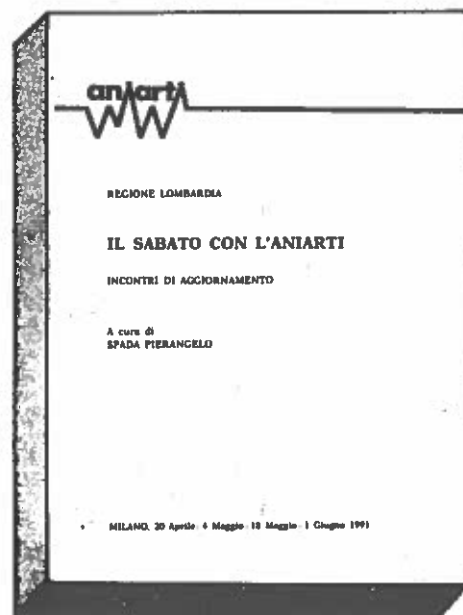 aniarti
REGIONE LOMBARDIA
IL SABATO CON L'ANIARTI
INCONTRI DI AGGIORNAMENTO
A cura di
SPADA PIERANGELO
MILANO, 20 Aprile - 4 Maggio - 18 Maggio - 1 Giugno 1991